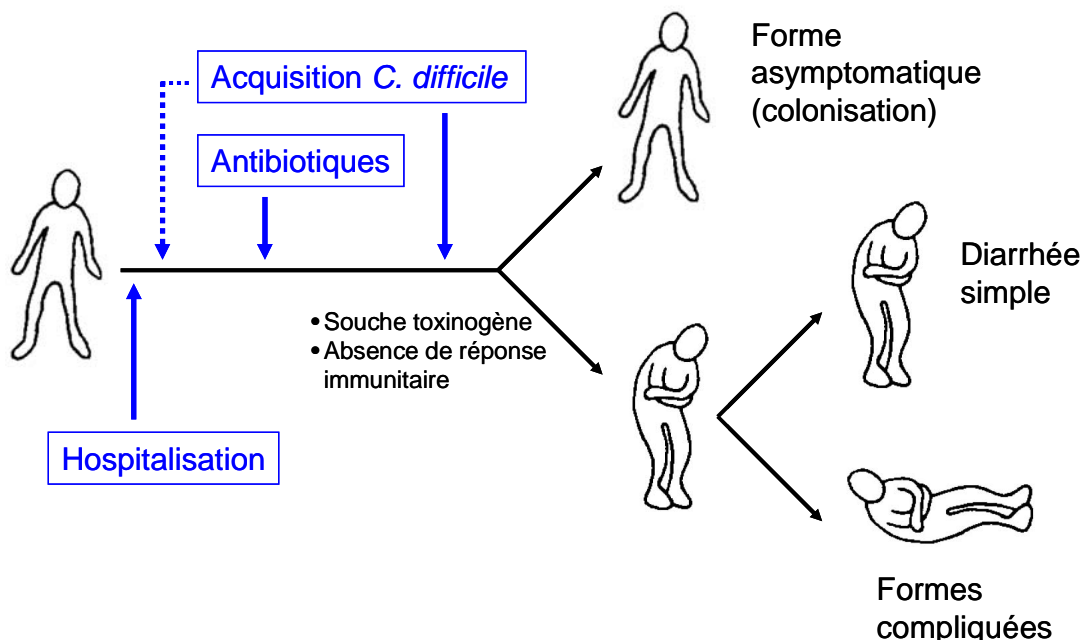 Acquisition C. difficile
Antibiotiques
Hospitalisation
• Souche toxinogène
• Absence de réponse
immunitaire
Forme
asymptomatique
(colonisation)
Diarrhée
simple
Formes
compliquées